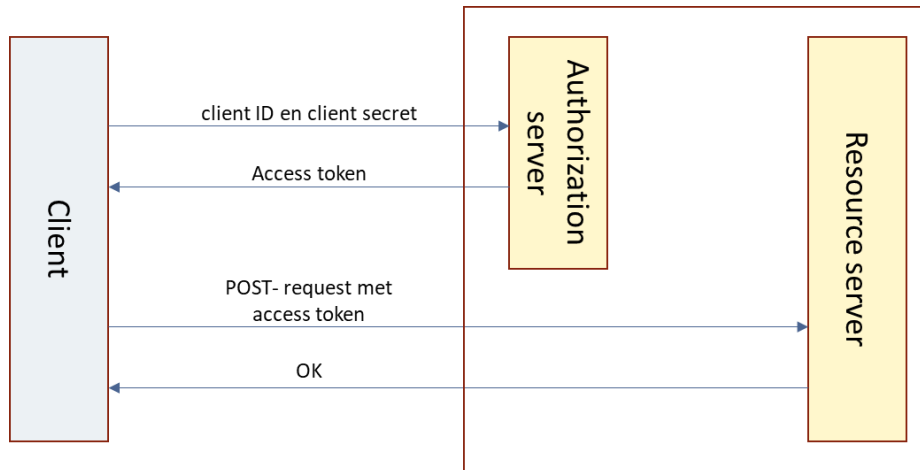 Client
client ID en client secret
Access token
POST- request met
access token
OK
Authorization
server
Resource server